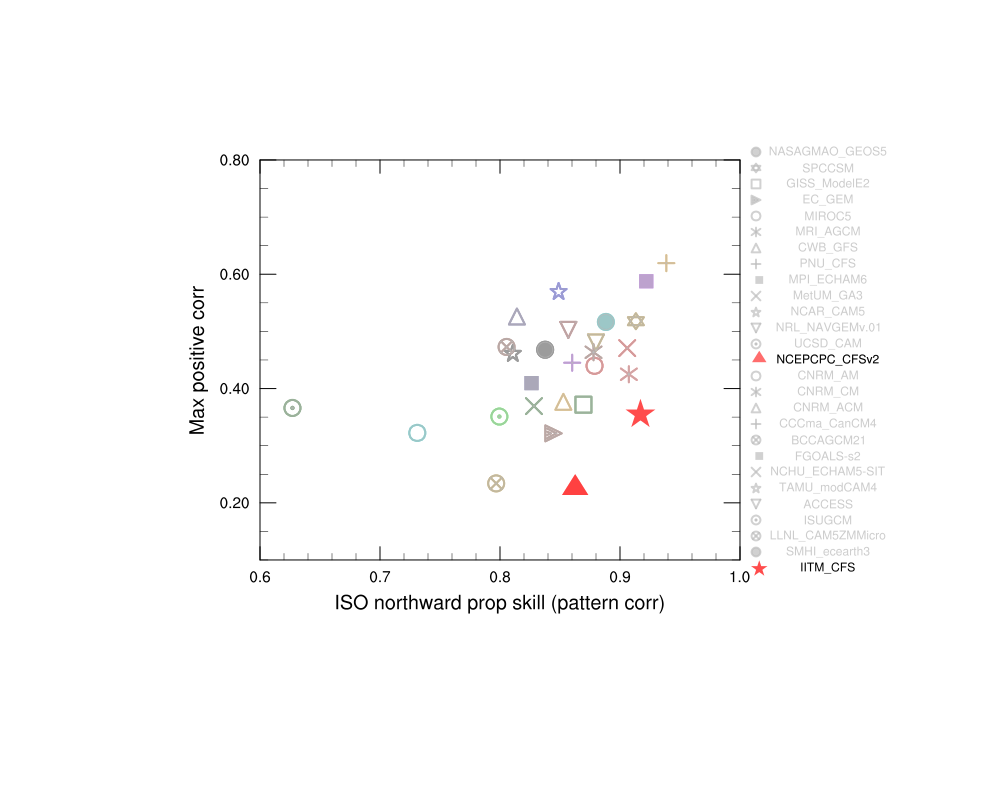 0.80
0.60
0.40
0.20
Max positive corr
0.6
0.7
0.8
0.9
1.0
ISO northward prop skill (pattern corr)
NASAGMAO_GEOS5
SPCCSM
GISS_ModelE2
EC_GEM
MIROC5
MRI_AGCM
CWB_GFS
PNU_CFS
MPI_ECHAM6
MetUM_GA3
NCAR_CAM5
NRL_NAVGEMv.01
UCSD_CAM
NCEPCPC_CFSv2
CNRM_AM
CNRM_CM
CNRM_ACM
CCCma_CanCM4
BCCAGCM21
FGOALS-s2
NCHU_ECHAM5-SIT
TAMU_modCAM4
ACCESS
ISUGCM
LLNL_CAM5ZMMicro
SMHI_ecearth3
IITM_CFS